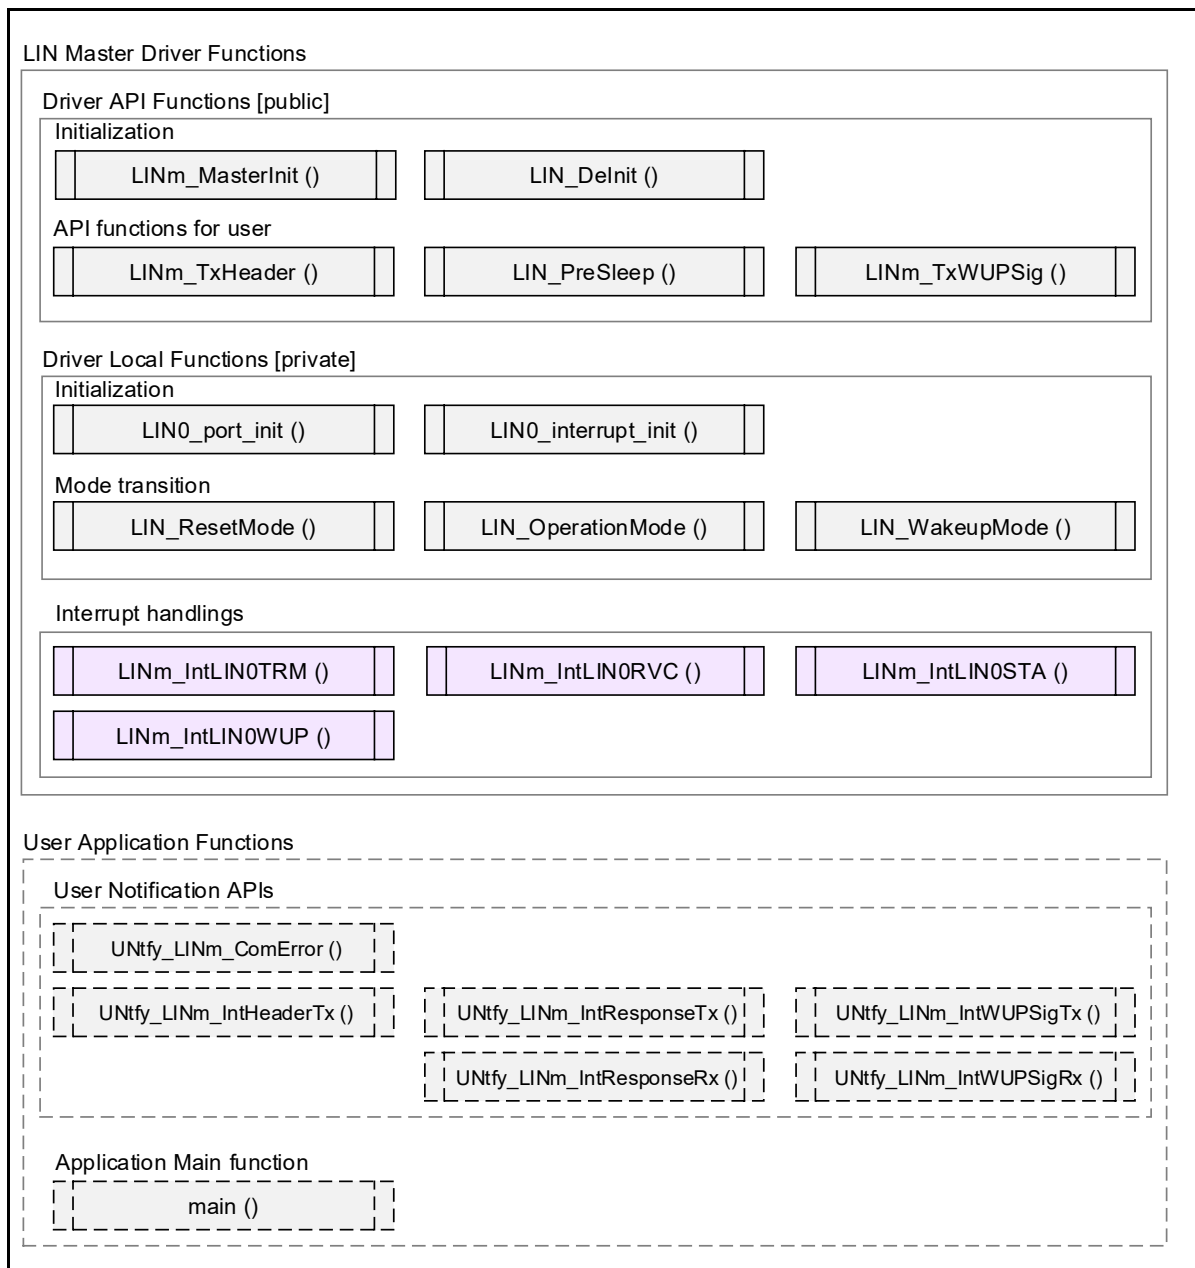 LIN Master Driver Functions
Driver API Functions [public]
Initialization
LINm_MasterInit ()
LIN_DeInit ()
API functions for user
LINm_TxHeader ()
LIN_PreSleep ()
LINm_TxWUPSig ()
Driver Local Functions [private]
Initialization
LIN0_port_init ()
LIN0_interrupt_init ()
Mode transition
LIN_ResetMode ()
LIN_OperationMode ()
LIN_WakeupMode ()
Interrupt handlings
LINm_IntLIN0TRM ()
LINm_IntLIN0RVC ()
LINm_IntLIN0STA ()
LINm_IntLIN0WUP ()
User Application Functions
User Notification APIs
UNtfy_LINm_ComError ()
UNtfy_LINm_IntHeaderTx ()
UNtfy_LINm_IntResponseTx ()
UNtfy_LINm_IntWUPSigTx ()
UNtfy_LINm_IntResponseRx ()
UNtfy_LINm_IntWUPSigRx ()
Application Main function
main ()